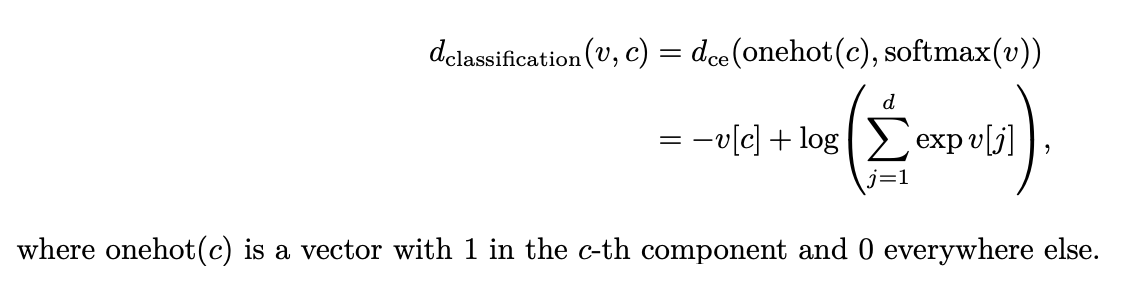 d_classification(v, c) = d_ce(onehot(c), softmax(v))
= −v[c] + log(∑_{j=1}^{d} exp v[j]),
where onehot(c) is a vector with 1 in the c-th component and 0 everywhere else.